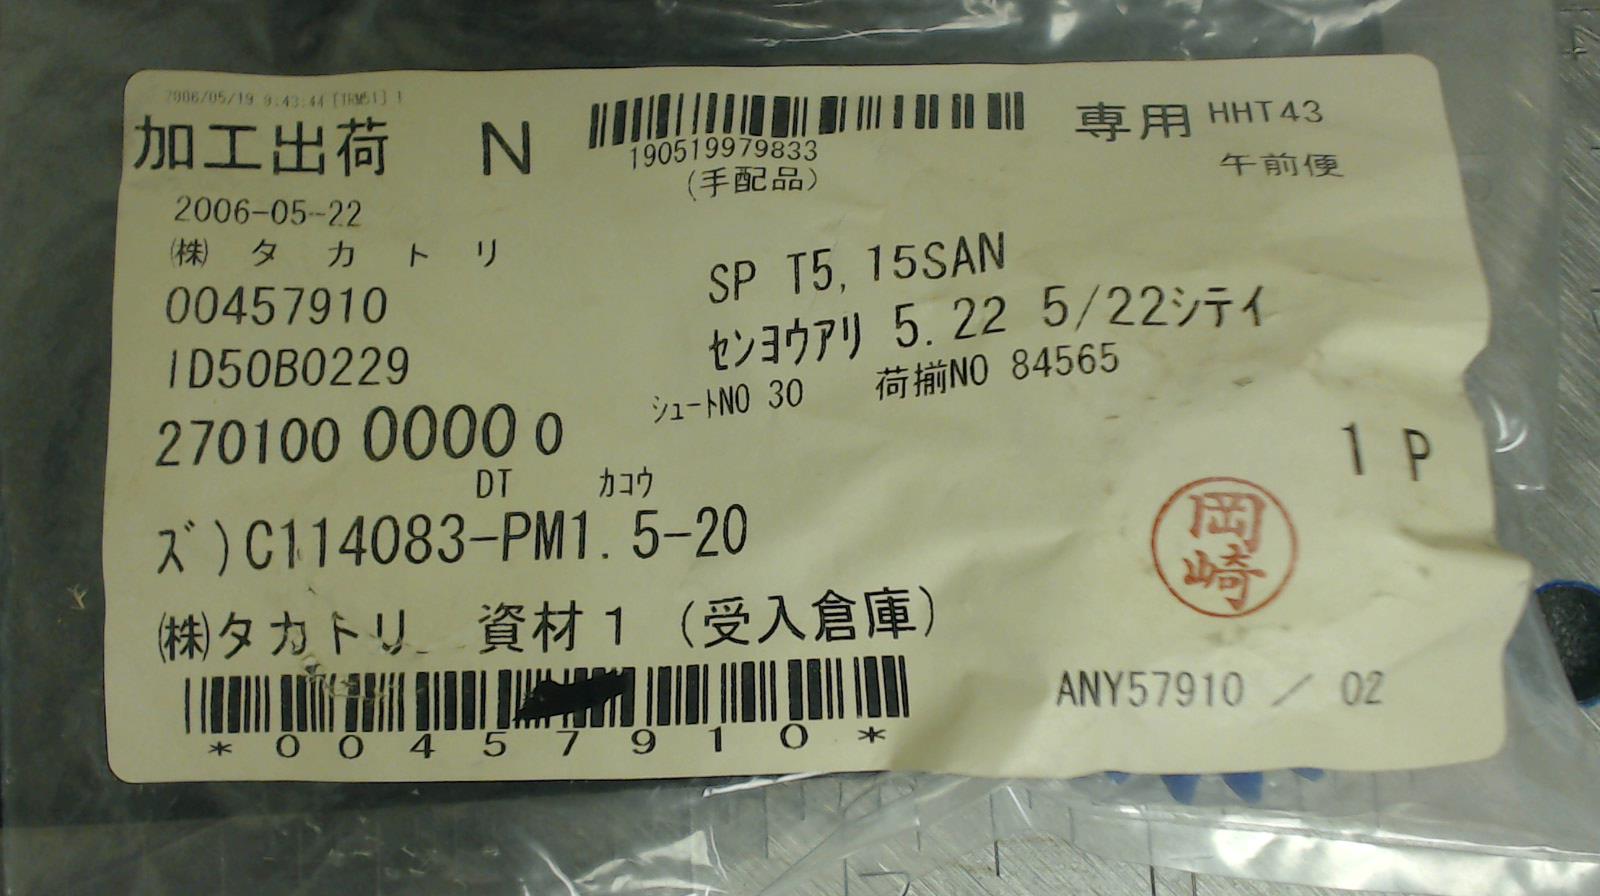 2006/05/19 9:43:44 [TRM51] 1
加工出荷 N
190519979833
(手配品)
専用 HHT43
午前便
2006-05-22
㈱ タ カ ト リ
00457910
ID50B0229
270100 0000 0
SP T5, 15SAN
センヨウアリ 5. 22 5/22シテイ
シュートNO 30 荷揃NO 84565
1 P
DT カコウ
ズ)C114083-PM1. 5-20
岡崎
㈱タカトリ 資材1 (受入倉庫)
ANY57910 / 02
*00457910*